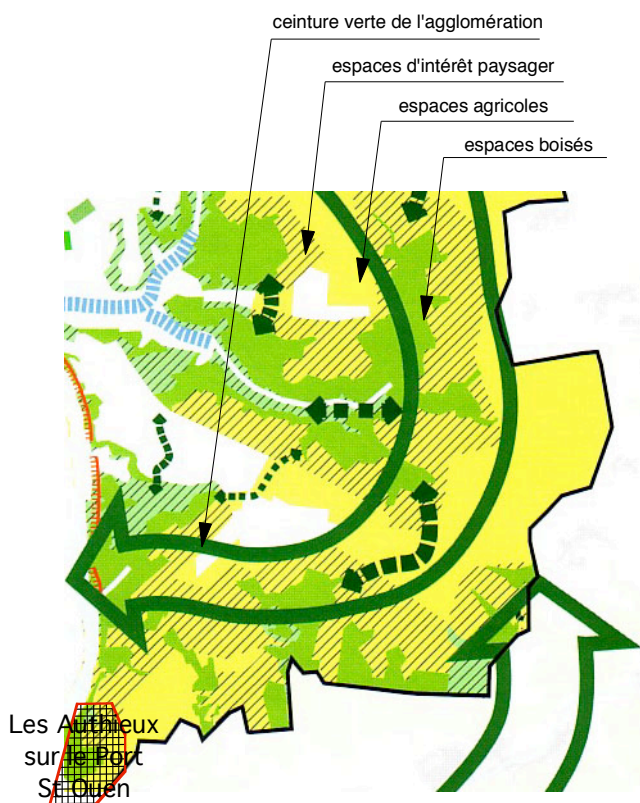 ceinture verte de l'agglomération
espaces d'intérêt paysager
espaces agricoles
espaces boisés
Les Authieux
sur le Port
St Ouen